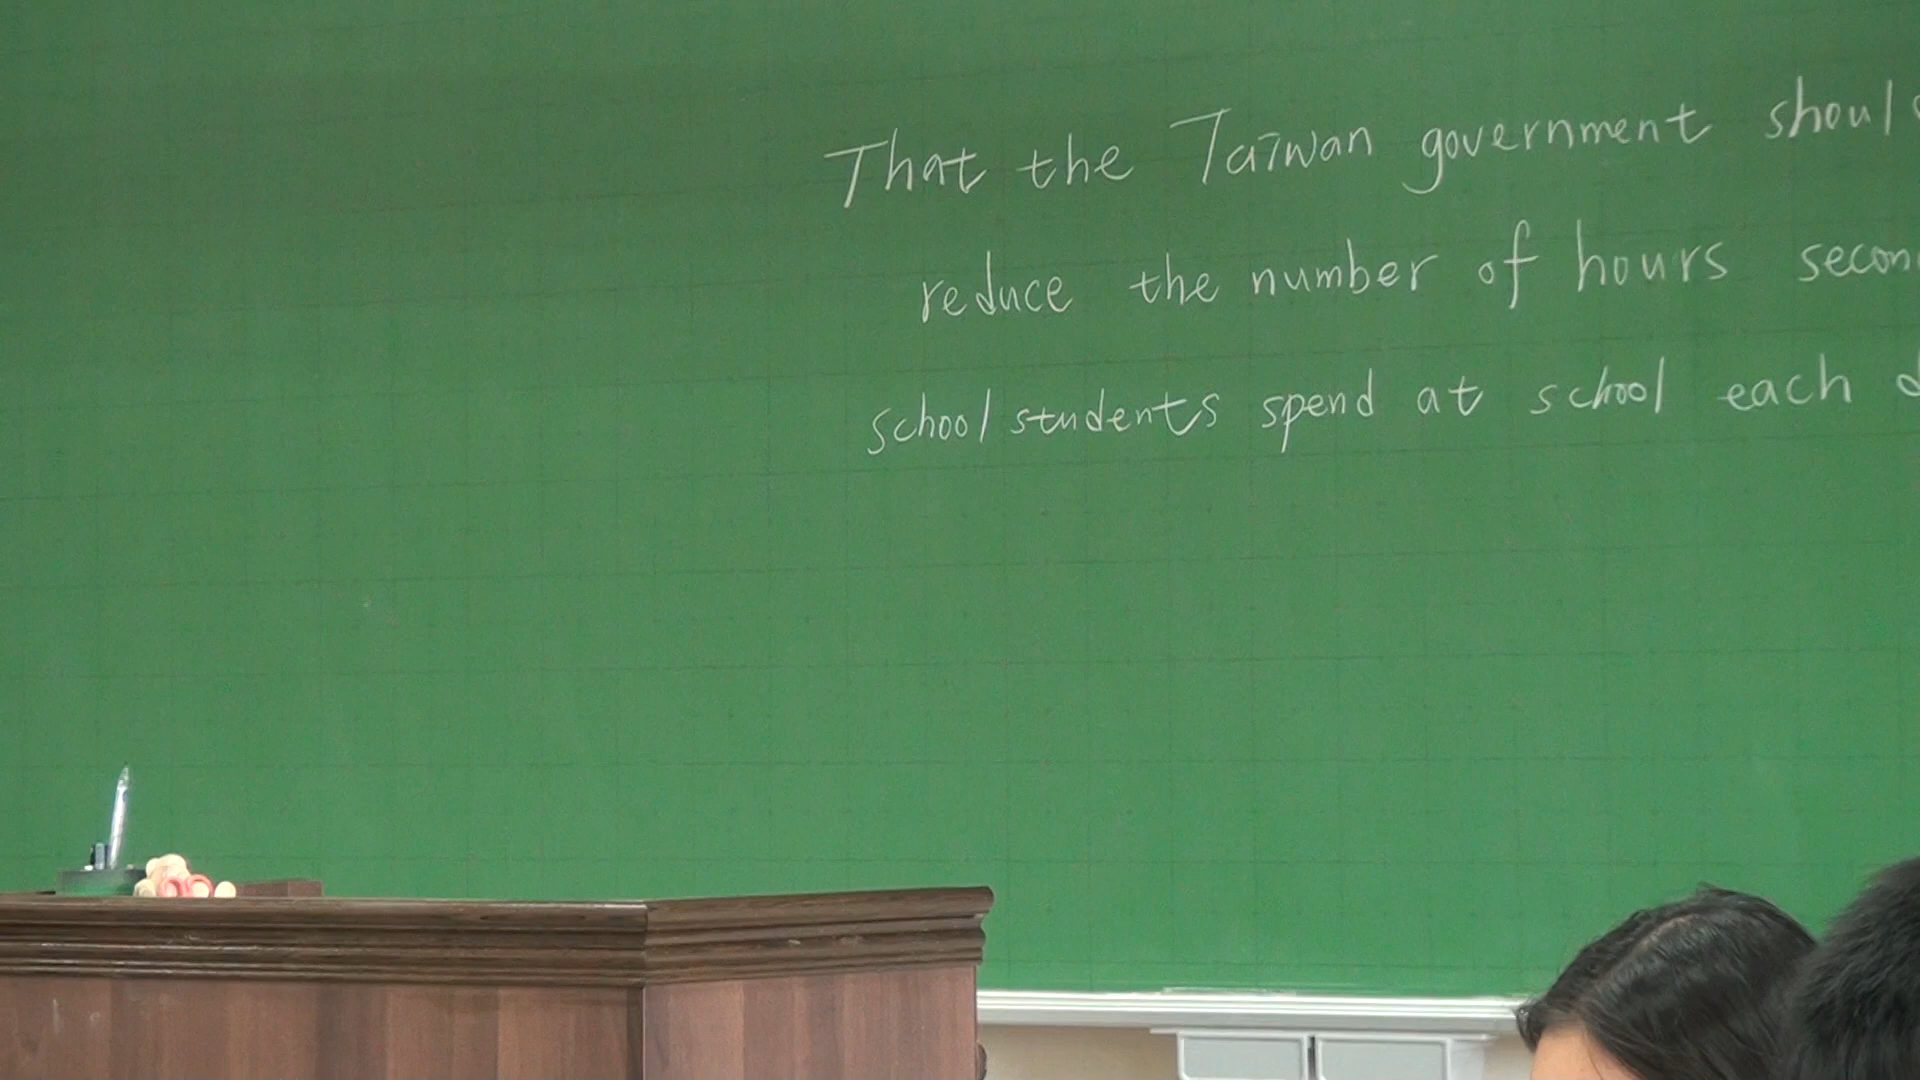 That the Taiwan government shoul
reduce the number of hours secon
school students spend at school each d